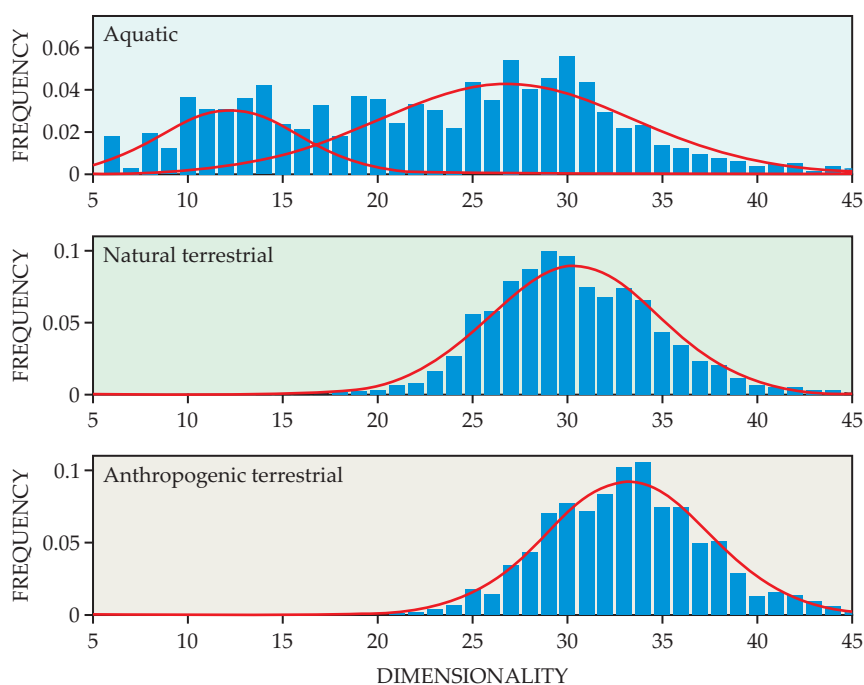 Aquatic
FREQUENCY
0.06
0.04
0.02
0
5 10 15 20 25 30 35 40 45
Natural terrestrial
FREQUENCY
0.1
0.05
0
5 10 15 20 25 30 35 40 45
Anthropogenic terrestrial
FREQUENCY
0.1
0.05
0
5 10 15 20 25 30 35 40 45
DIMENSIONALITY